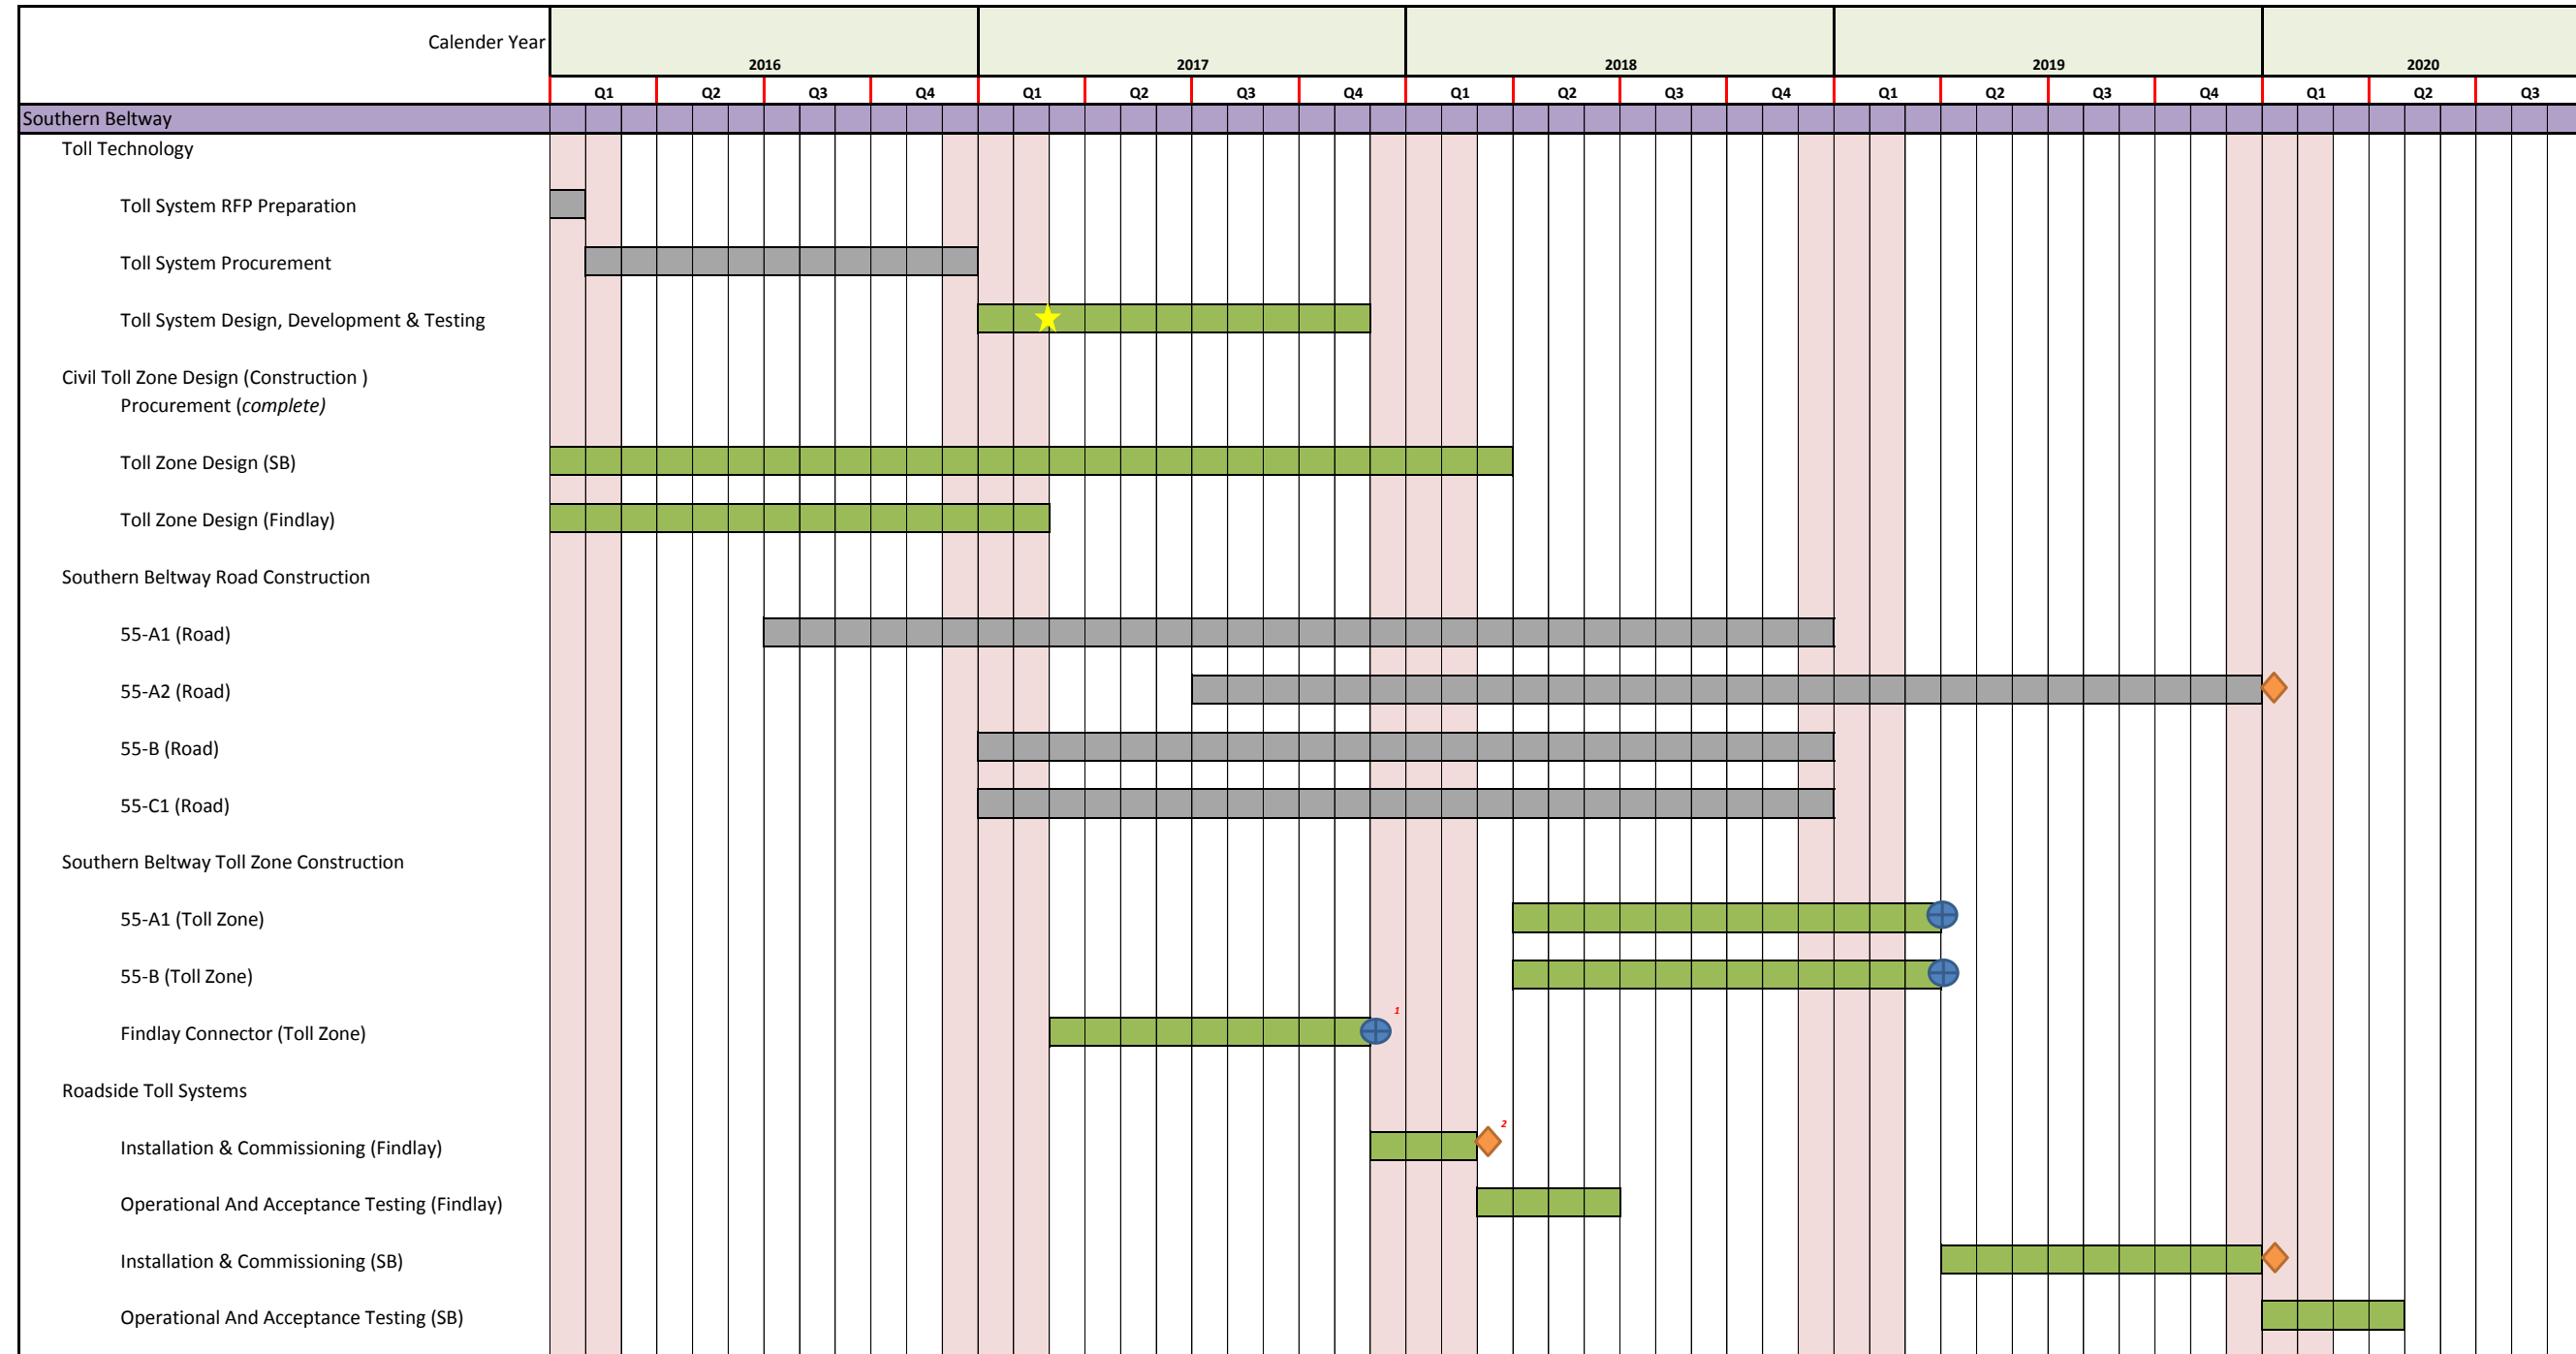 Calender Year
2016 2017 2018 2019 2020
Q1 Q2 Q3 Q4 Q1 Q2 Q3 Q4 Q1 Q2 Q3 Q4 Q1 Q2 Q3 Q4 Q1 Q2 Q3
Southern Beltway
Toll Technology
Toll System RFP Preparation
Toll System Procurement
Toll System Design, Development & Testing
Civil Toll Zone Design (Construction )
Procurement (complete)
Toll Zone Design (SB)
Toll Zone Design (Findlay)
Southern Beltway Road Construction
55-A1 (Road)
55-A2 (Road)
55-B (Road)
55-C1 (Road)
Southern Beltway Toll Zone Construction
55-A1 (Toll Zone)
55-B (Toll Zone)
1
Findlay Connector (Toll Zone)
Roadside Toll Systems
2
Installation & Commissioning (Findlay)
Operational And Acceptance Testing (Findlay)
Installation & Commissioning (SB)
Operational And Acceptance Testing (SB)